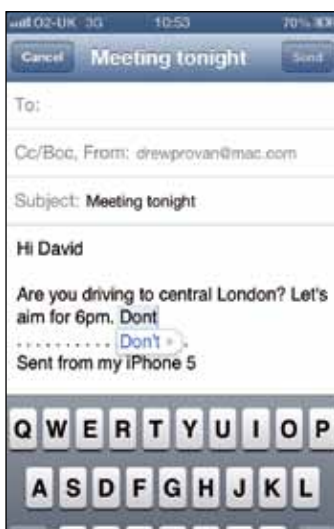 O2-UK 3G 10:53 70%
Cancel Meeting tonight Send
To:
Cc/Bcc, From: drewprovan@mac.com
Subject: Meeting tonight
Hi David
Are you driving to central London? Let's
aim for 6pm. Dont
. . . . . . . . . . Don't × .
Sent from my iPhone 5
Q W E R T Y U I O P
A S D F G H J K L